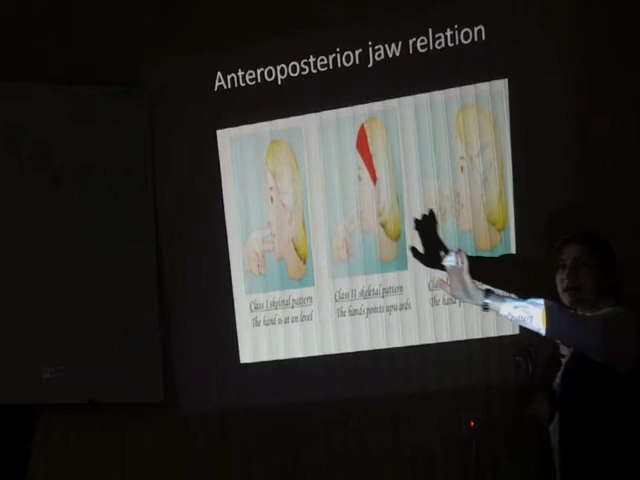 Anteroposterior jaw relation
Class I skeletal pattern
The hand is at an level
Class II skeletal pattern
The hands points upwards.
The hand